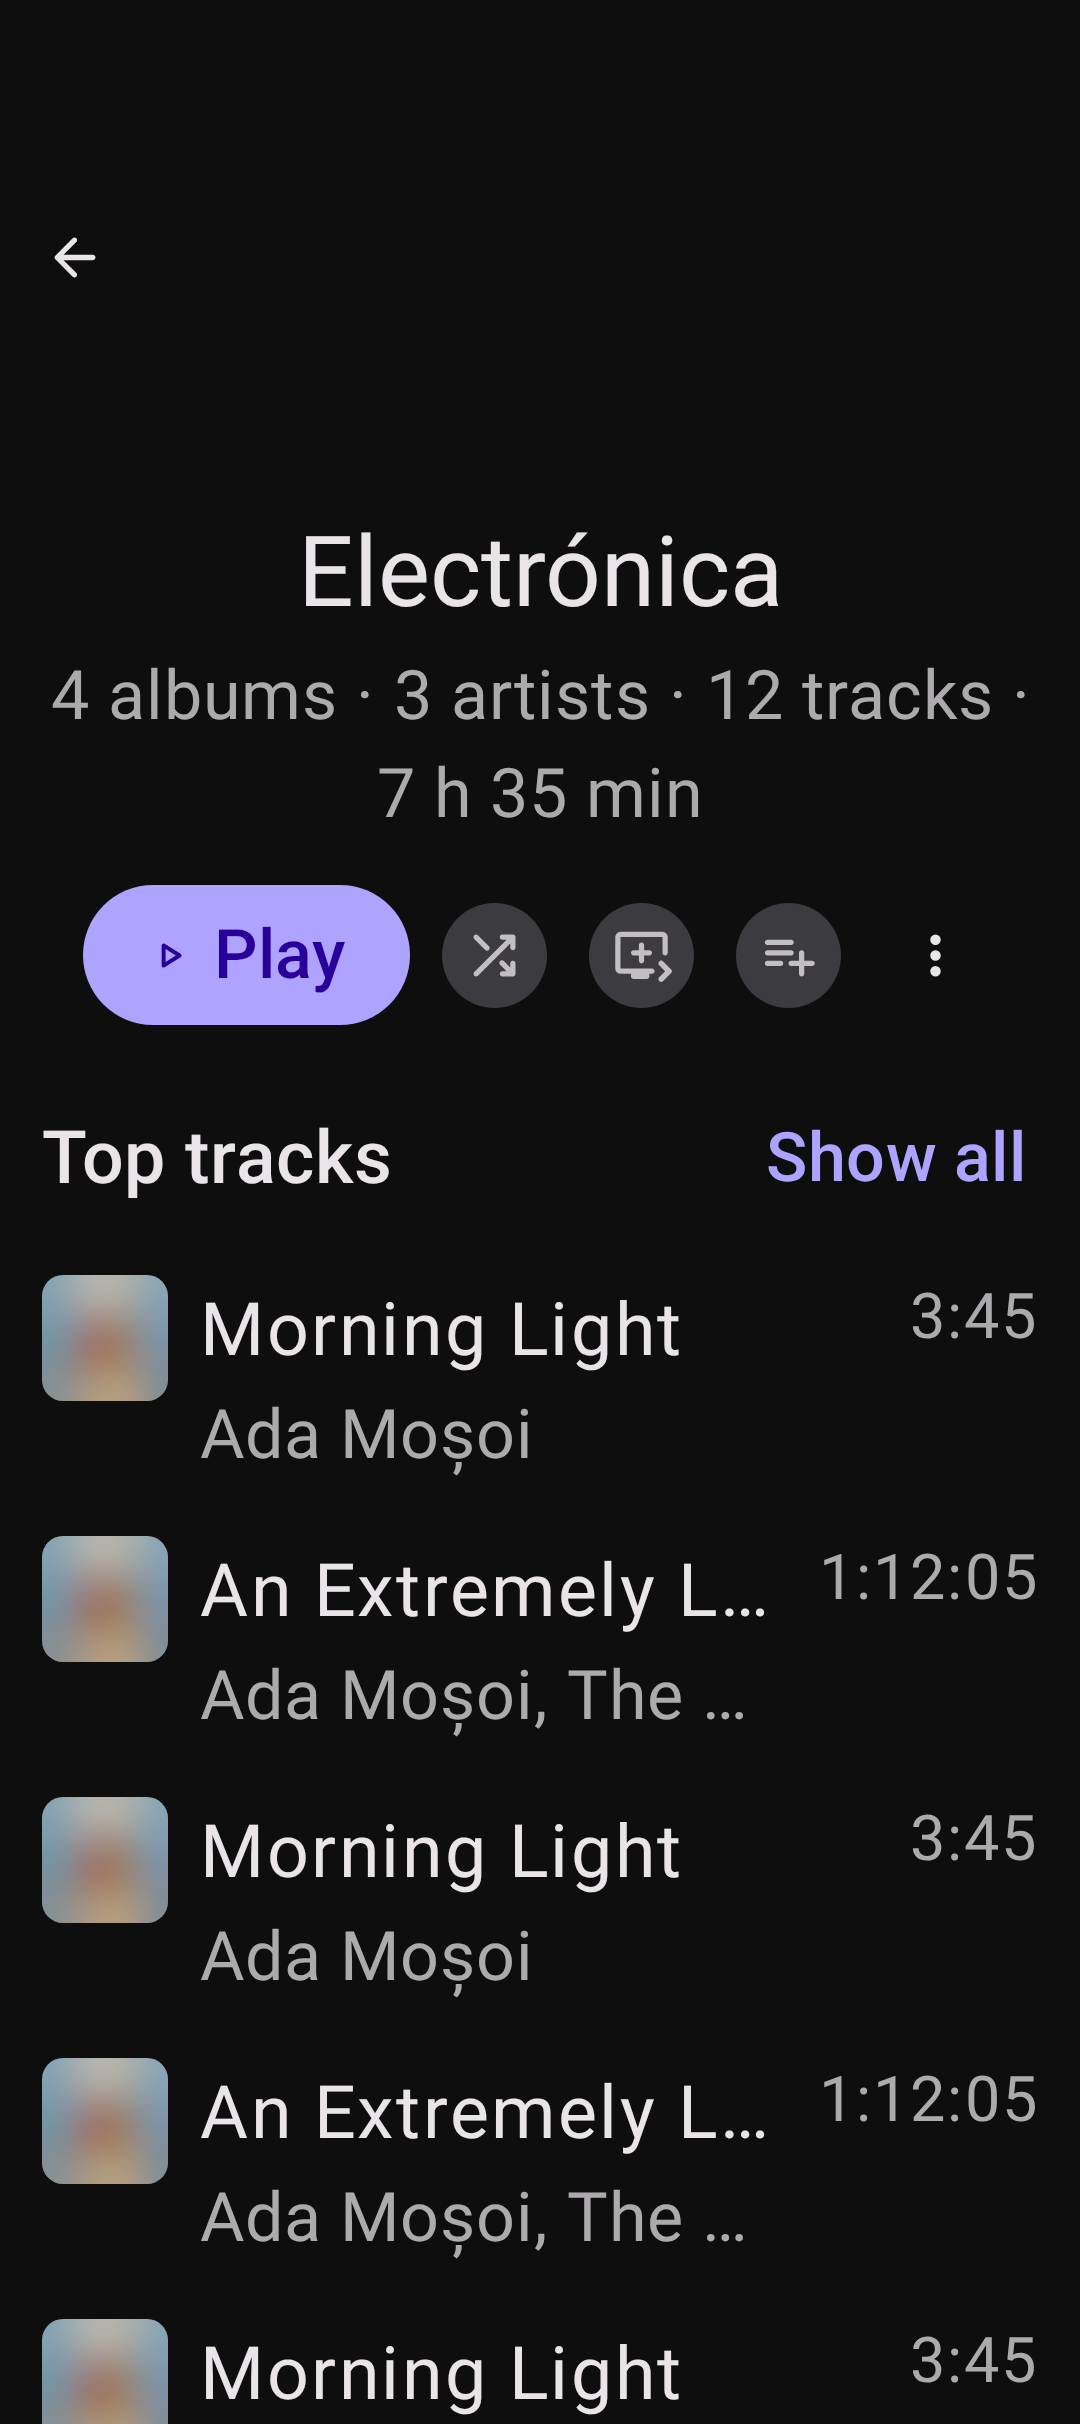 Electrónica
4 albums · 3 artists · 12 tracks ·
7 h 35 min
Play
Top tracks
Show all
Morning Light
3:45
Ada Moșoi
An Extremely L…
1:12:05
Ada Moșoi, The …
Morning Light
3:45
Ada Moșoi
An Extremely L…
1:12:05
Ada Moșoi, The …
Morning Light
3:45